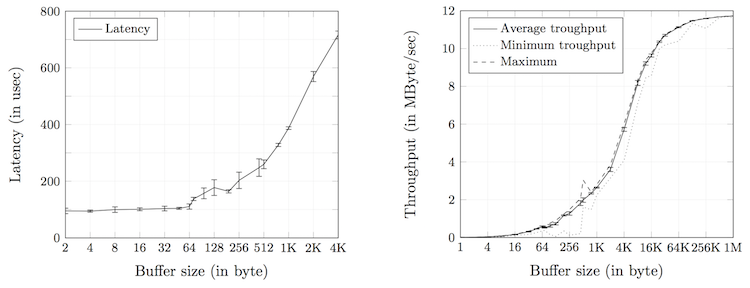 800
600
400
200
0
Latency (in usec)
Latency
2 4 8 16 32 64 128 256 512 1K 2K 4K
Buffer size (in byte)
12
10
8
6
4
2
0
Throughput (in MByte/sec)
Average troughput
Minimum troughput
Maximum
1 4 16 64 256 1K 4K 16K 64K 256K 1M
Buffer size (in byte)